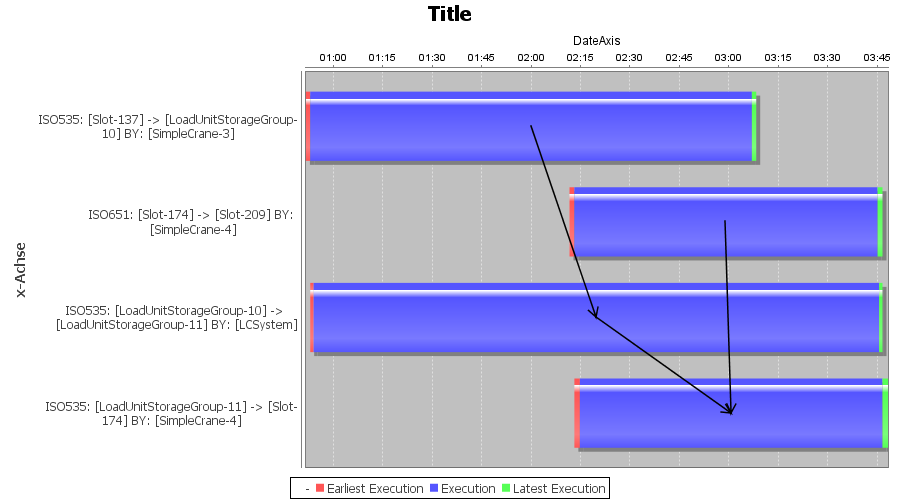 Title
DateAxis
01:00 01:15 01:30 01:45 02:00 02:15 02:30 02:45 03:00 03:15 03:30 03:45
ISO535: [Slot-137] -> [LoadUnitStorageGroup-
10] BY: [SimpleCrane-3]
ISO651: [Slot-174] -> [Slot-209] BY:
[SimpleCrane-4]
x-Achse
ISO535: [LoadUnitStorageGroup-10] ->
[LoadUnitStorageGroup-11] BY: [LCSystem]
ISO535: [LoadUnitStorageGroup-11] -> [Slot-
174] BY: [SimpleCrane-4]
- Earliest Execution Execution Latest Execution